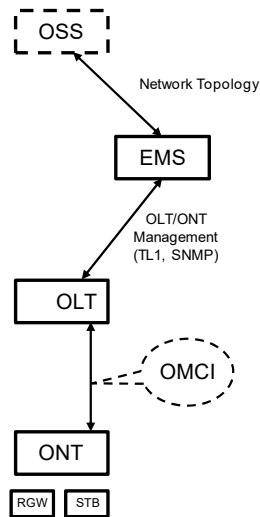 OSS
Network Topology
EMS
OLT/ONT
Management
(TL1, SNMP)
OLT
OMCI
ONT
RGW
STB